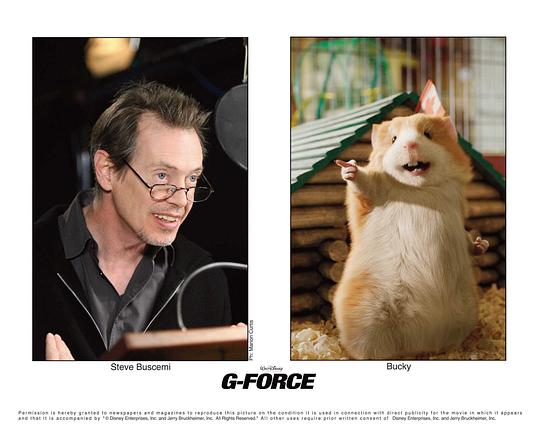 Ph: Marion Curtis
Steve Buscemi
Bucky
Walt Disney
G-FORCE
Permission is hereby granted to newspapers and magazines to reproduce this picture on the condition it is used in connection with direct publicity for the movie in which it appears
and that it is accompanied by "© Disney Enterprises, Inc. and Jerry Bruckheimer, Inc. All Rights Reserved." All other uses require prior written consent of Disney Enterprises, Inc. and Jerry Bruckheimer, Inc.